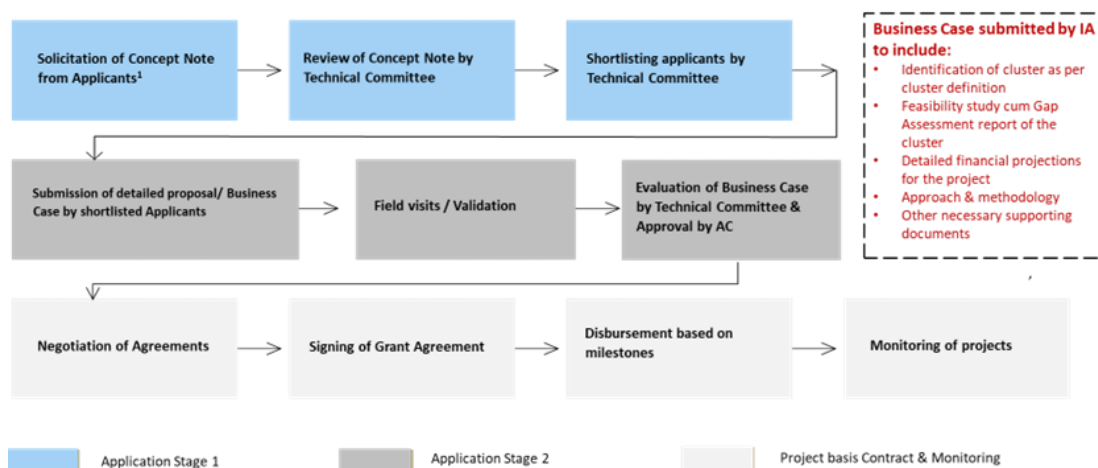 Solicitation of Concept Note
from Applicants¹
Review of Concept Note by
Technical Committee
Shortlisting applicants by
Technical Committee
Business Case submitted by IA
to include:
• Identification of cluster as per
cluster definition
• Feasibility study cum Gap
Assessment report of the
cluster
• Detailed financial projections
for the project
• Approach & methodology
• Other necessary supporting
documents
Submission of detailed proposal/ Business
Case by shortlisted Applicants
Field visits / Validation
Evaluation of Business Case
by Technical Committee &
Approval by AC
Negotiation of Agreements
Signing of Grant Agreement
Disbursement based on
milestones
Monitoring of projects
Application Stage 1
Application Stage 2
Project basis Contract & Monitoring